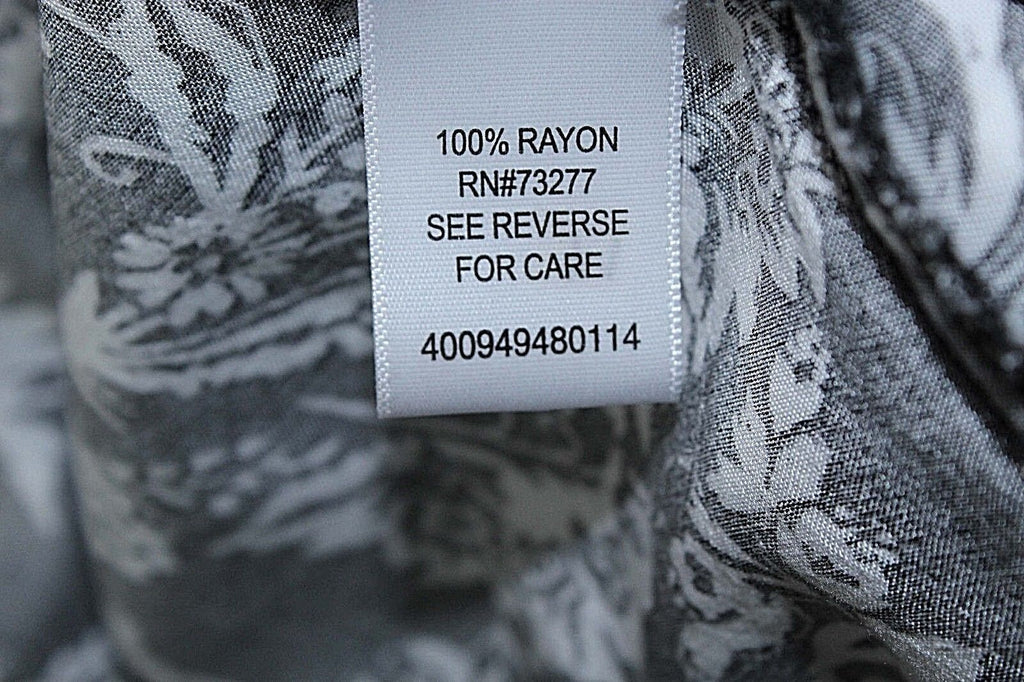 100% RAYON
RN#73277
SEE REVERSE
FOR CARE
400949480114